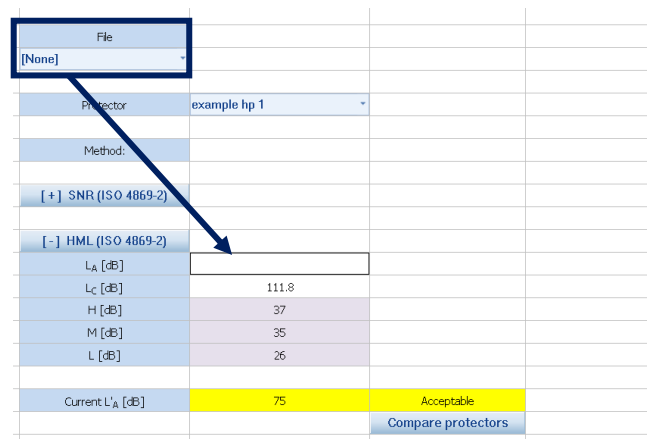 File
[None]
Protector example hp 1
Method:
[+] SNR (ISO 4869-2)
[-] HML (ISO 4869-2)
LA [dB]
LC [dB] 111.8
H [dB] 37
M [dB] 35
L [dB] 26
Current L'A [dB] 75 Acceptable
Compare protectors